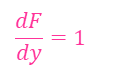 dF/dy = 1